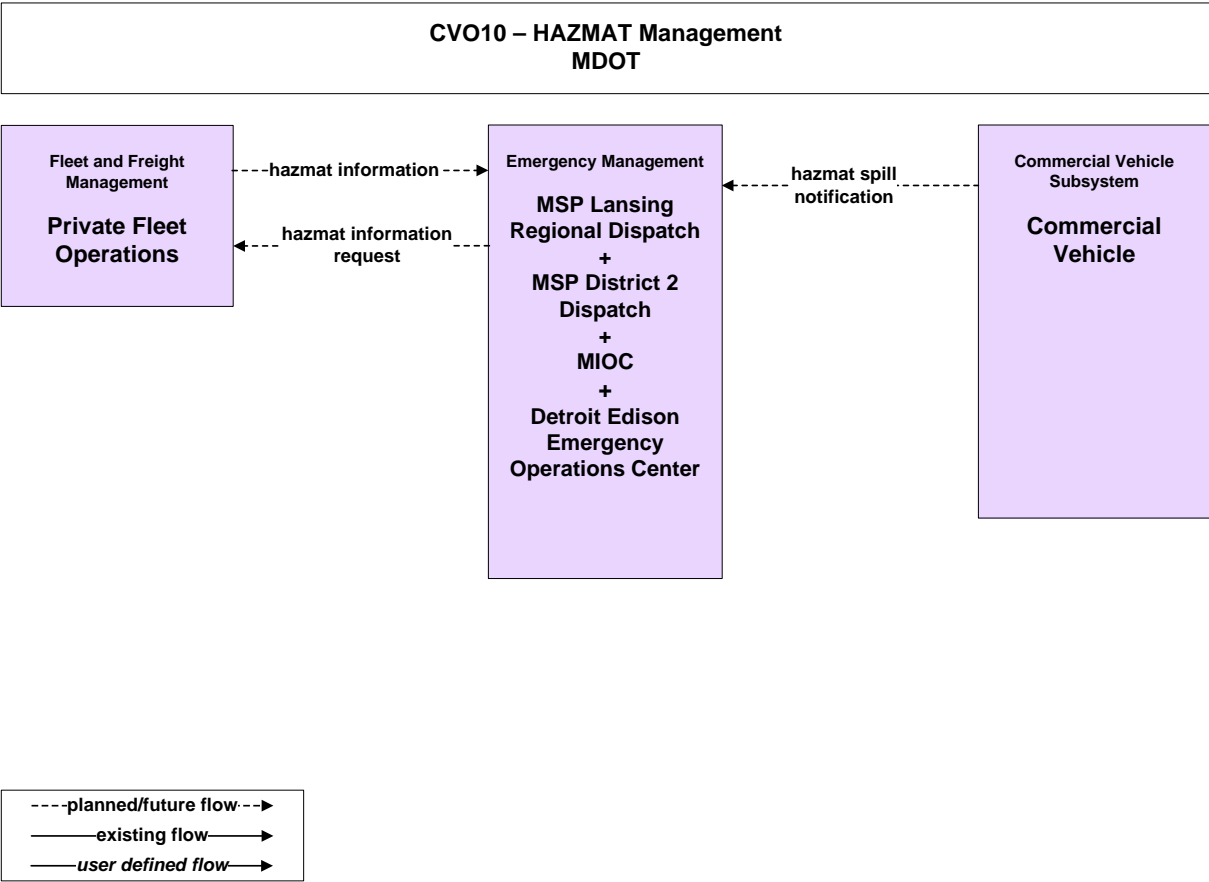 CVO10 – HAZMAT Management
MDOT
Fleet and Freight
Management
Private Fleet
Operations
hazmat information
hazmat information
request
Emergency Management
MSP Lansing
Regional Dispatch
+
MSP District 2
Dispatch
+
MIOC
+
Detroit Edison
Emergency
Operations Center
hazmat spill
notification
Commercial Vehicle
Subsystem
Commercial
Vehicle
planned/future flow
existing flow
user defined flow